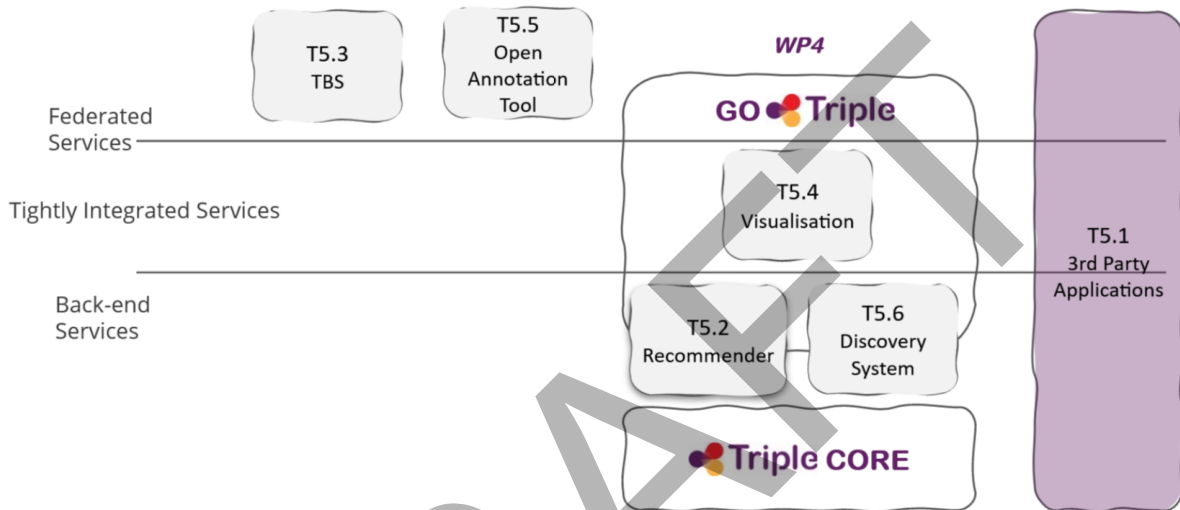 T5.3
TBS
T5.5
Open
Annotation
Tool
WP4
GO Triple
Federated
Services
Tightly Integrated Services
T5.4
Visualisation
T5.1
3rd Party
Applications
Back-end
Services
T5.2
Recommender
T5.6
Discovery
System
Triple CORE
DRAFT